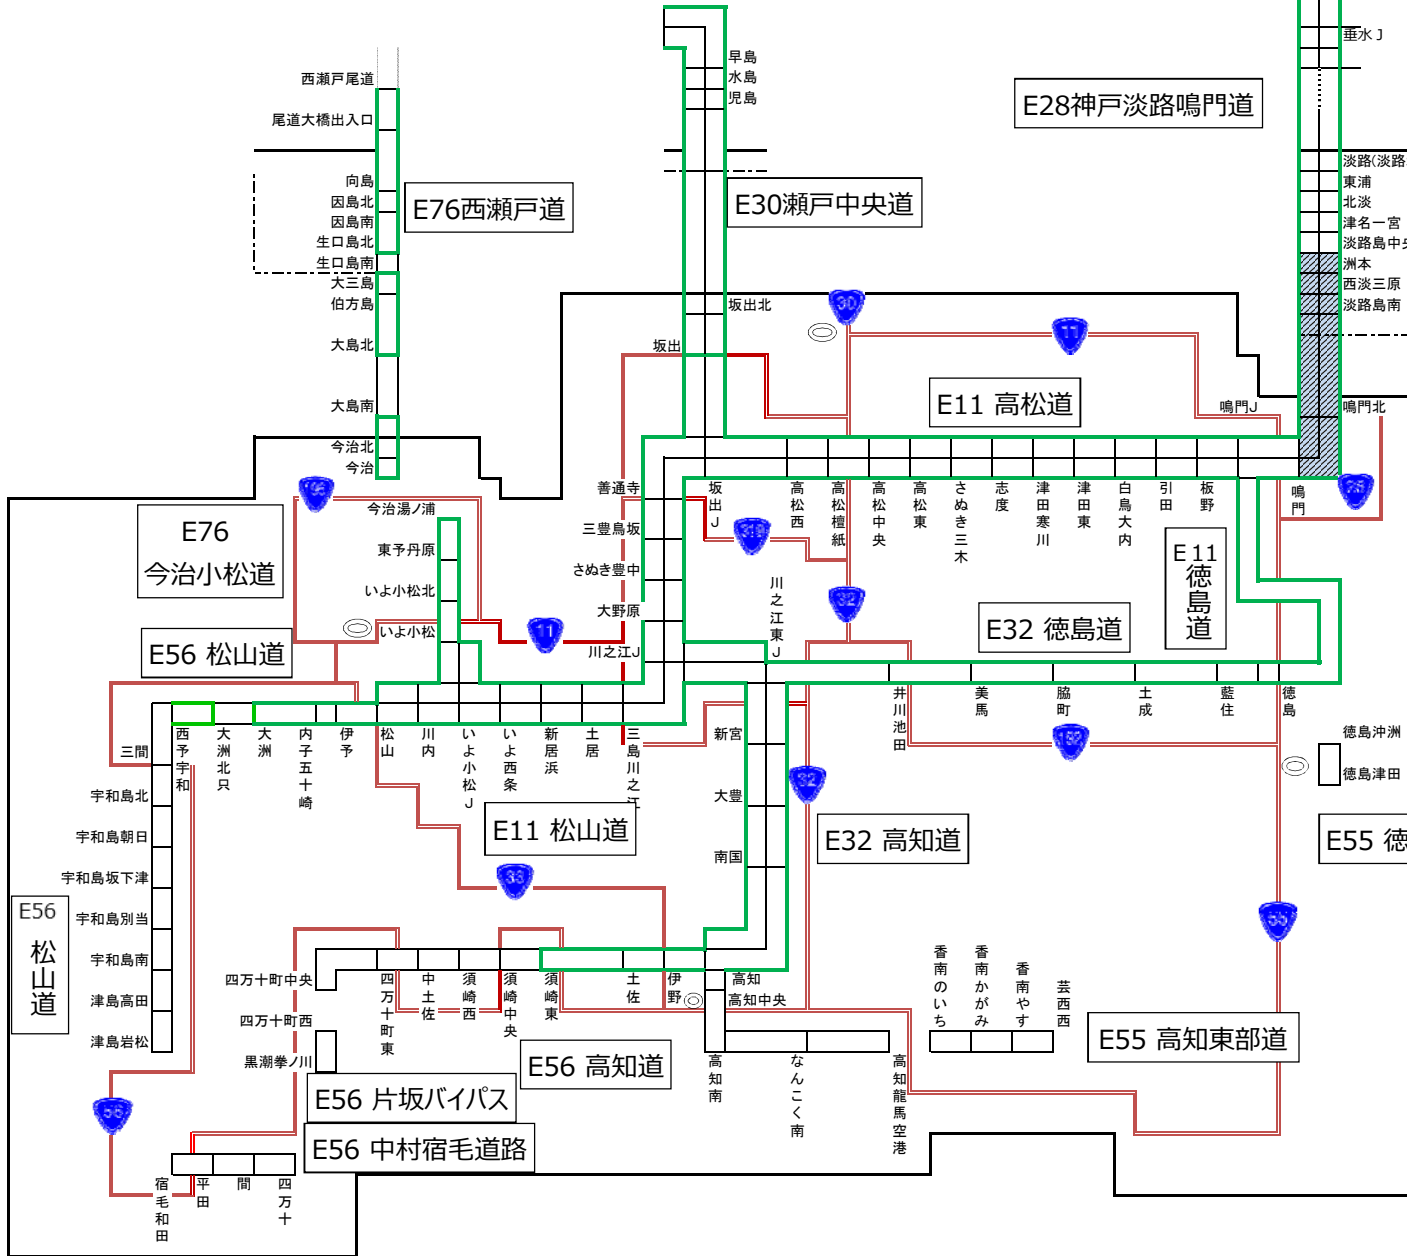 垂水J
早島
水島
児島
西瀬戸尾道
尾道大橋出入口
E28神戸淡路鳴門道
淡路(淡路
東浦
北淡
津名一宮
淡路島中央
洲本
西淡三原
淡路島南
向島
因島北
因島南
生口島北
生口島南
大三島
伯方島
大島北
大島南
今治北
今治
E76西瀬戸道
E30瀬戸中央道
坂出北
坂出
30
11
E11 高松道
鳴門J
鳴門北
善通寺
三豊鳥坂
さぬき豊中
大野原
川之江J
坂出J
高松西
高松檀紙
高松中央
高松東
さぬき三木
志度
津田寒川
津田東
白鳥大内
引田
板野
鳴門
今治湯ノ浦
東予丹原
いよ小松北
いよ小松
E76
今治小松道
E56 松山道
11
32
川之江東J
E32 徳島道
E11
徳島道
井川池田
美馬
脇町
土成
藍住
徳島
徳島沖洲
徳島津田
E55 徳
三間
宇和島北
宇和島朝日
宇和島坂下津
宇和島別当
宇和島南
津島高田
津島岩松
西予宇和
大洲北只
大洲
内子五十崎
伊予
松山
川内
いよ小松J
いよ西条
新居浜
土居
三島川之江
新宮
大豊
南国
E11 松山道
E32 高知道
32
33
55
E56
松山道
四万十町中央
四万十町西
黒潮拳ノ川
四万十町東
中土佐
須崎西
須崎中央
須崎東
土佐
伊野
高知
高知中央
高知南
なんこく南
高知龍馬空港
香南のいち
香南かがみ
香南やす
芸西西
E55 高知東部道
E56 高知道
E56 片坂バイパス
E56 中村宿毛道路
56
宿毛和田
平田
間
四万十